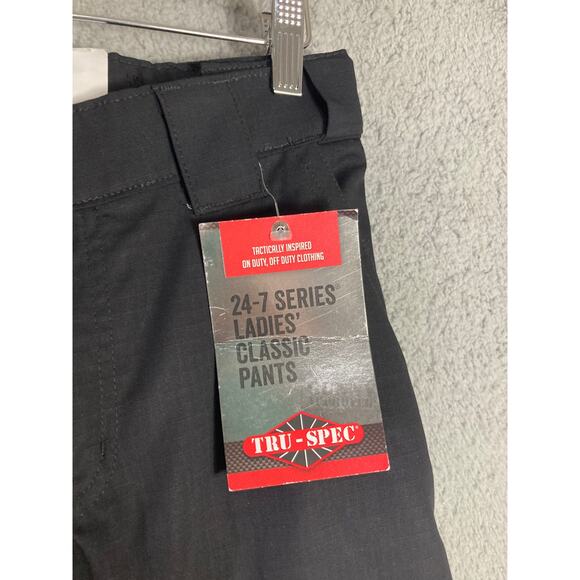 TACTICALLY INSPIRED
ON DUTY, OFF DUTY CLOTHING
24-7 SERIES®
LADIES'
CLASSIC
PANTS
TRU-SPEC®